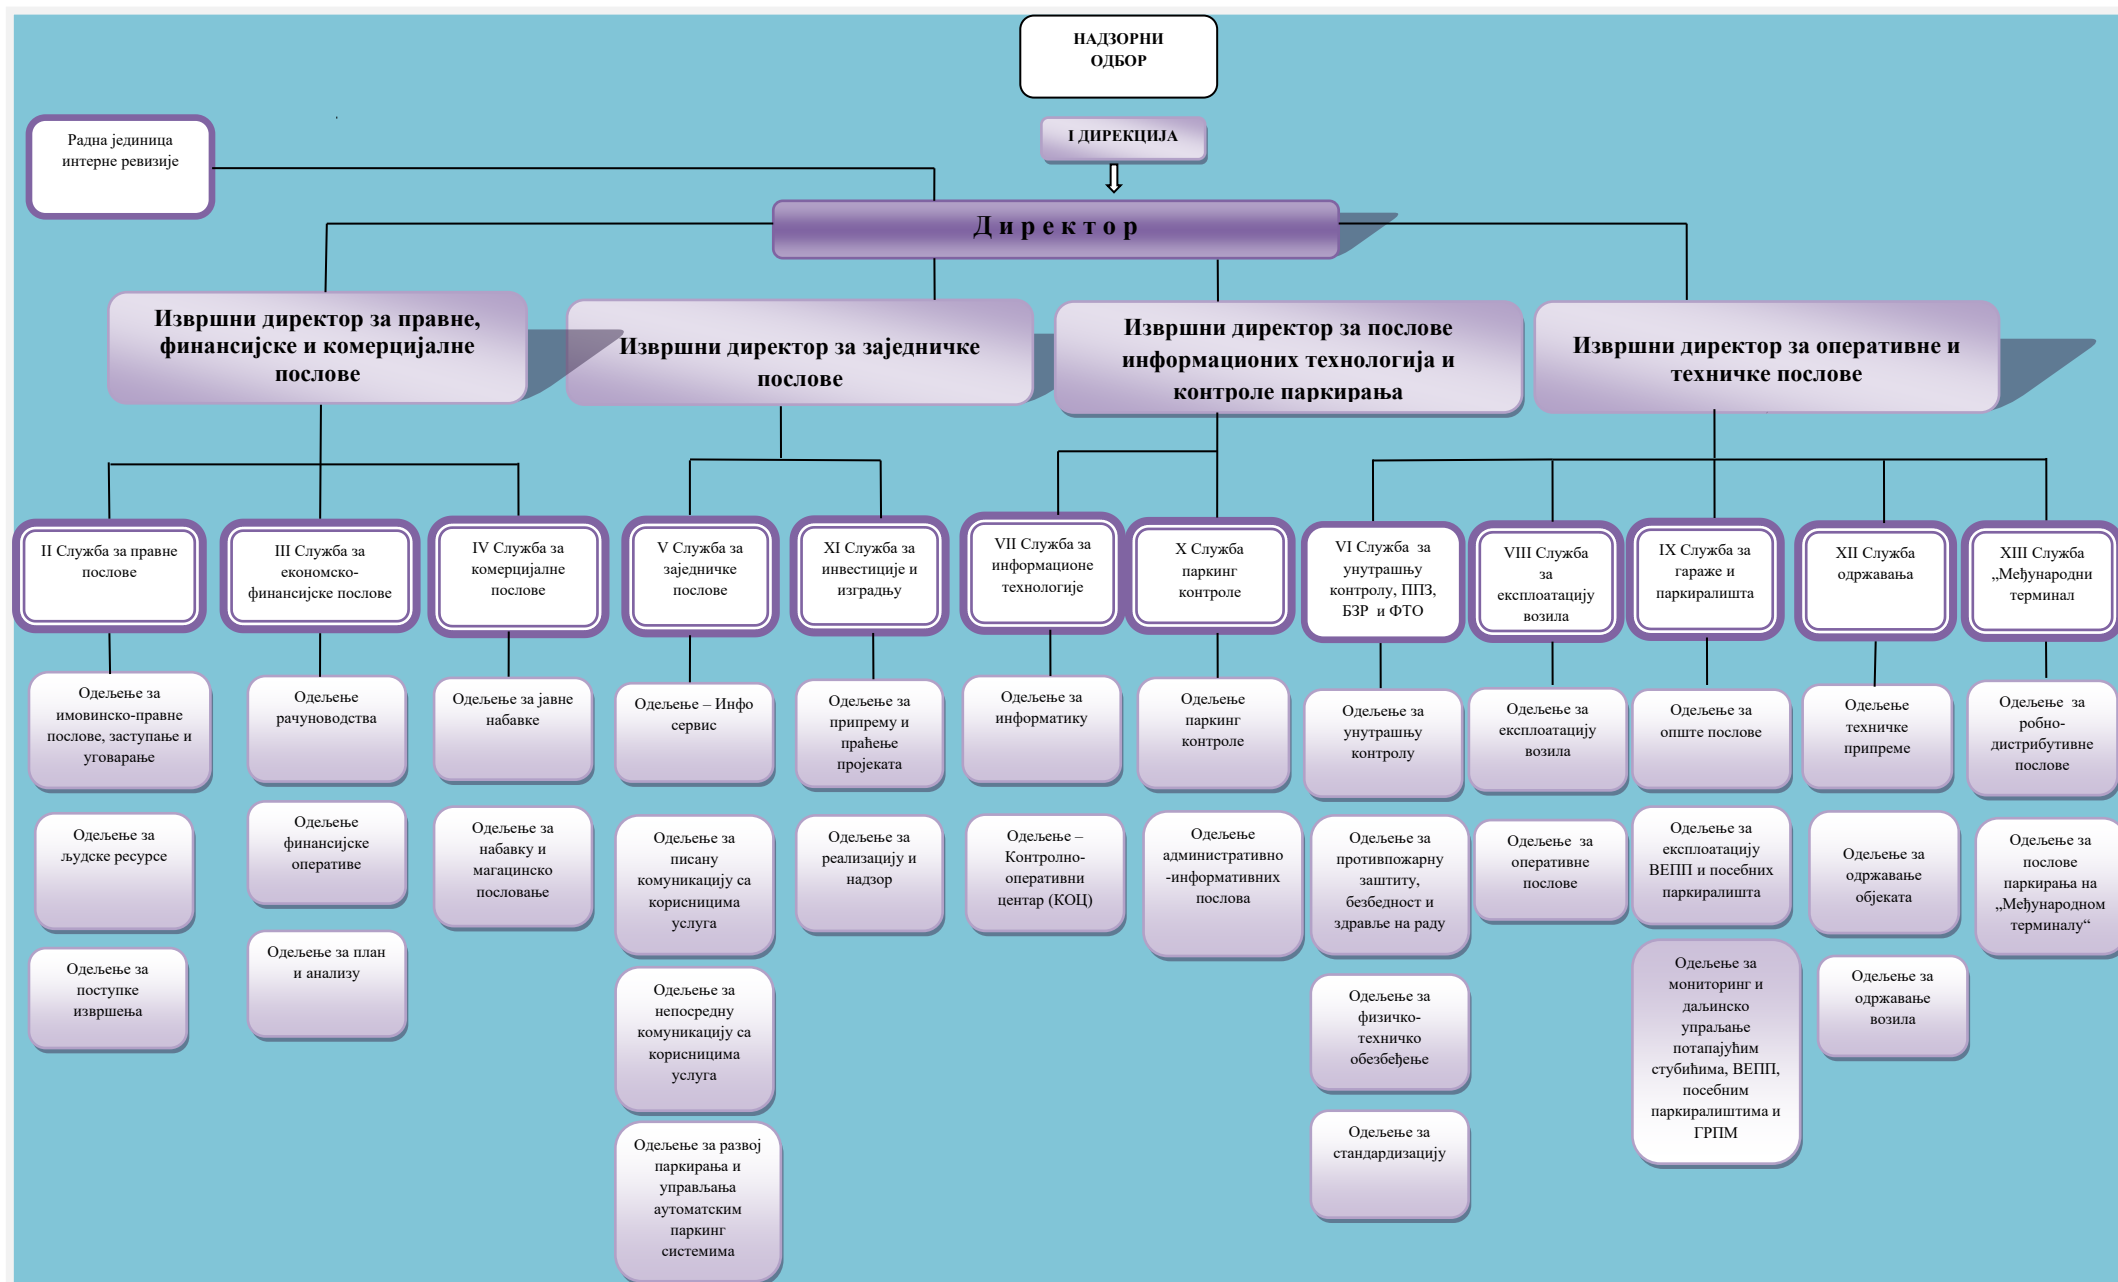 НАДЗОРНИ
ОДБОР
I ДИРЕКЦИЈА
Радна јединица
интерне ревизије
Д и р е к т о р
Извршни директор за правне,
финансијске и комерцијалне
послове
Извршни директор за заједничке
послове
Извршни директор за послове
информационих технологија и
контроле паркирања
Извршни директор за оперативне и
техничке послове
II Служба за правне
послове
III Служба за
економско-
финансијске послове
IV Служба за
комерцијалне
послове
V Служба за
заједничке
послове
XI Служба за
инвестиције и
изградњу
VII Служба за
информационе
технологије
X Служба
паркинг
контроле
VI Служба за
унутрашњу
контролу, ППЗ,
БЗР и ФТО
VIII Служба
за
експлоатацију
возила
IX Служба за
гараже и
паркиралишта
XII Служба
одржавања
XIII Служба
„Међународни
терминал
Одељење за
имовинско-правне
послове, заступање и
уговарање
Одељење
рачуноводства
Одељење за јавне
набавке
Одељење – Инфо
сервис
Одељење за
припрему и
праћење
пројеката
Одељење за
информатику
Одељење
паркинг
контроле
Одељење за
унутрашњу
контролу
Одељење за
експлоатацију
возила
Одељење за
опште послове
Одељење
техничке
припреме
Одељење за
робно-
дистрибутивне
послове
Одељење за
људске ресурсе
Одељење
финансијске
оперативе
Одељење за
набавку и
магацинско
пословање
Одељење за
писану
комуникацију са
корисницима
услуга
Одељење за
реализацију и
надзор
Одељење –
Контролно-
оперативни
центар (КОЦ)
Одељење
административно
-информативних
послова
Одељење за
противпожарну
заштиту,
безбедност и
здравље на раду
Одељење за
оперативне
послове
Одељење за
експлоатацију
ВЕПП и посебних
паркиралишта
Одељење за
одржавање
објеката
Одељење за
послове
паркирања на
„Међународном
терминалу“
Одељење за
поступке
извршења
Одељење за план
и анализу
Одељење за
непосредну
комуникацију са
корисницима
услуга
Одељење за
физичко-
техничко
обезбеђење
Одељење за
мониторинг и
даљинско
упраљање
потапајућим
стубићима, ВЕПП,
посебним
паркиралиштима и
ГРПМ
Одељење за
одржавање
возила
Одељење за развој
паркирања и
управљања
аутоматским
паркинг
системима
Одељење за
стандардизацију